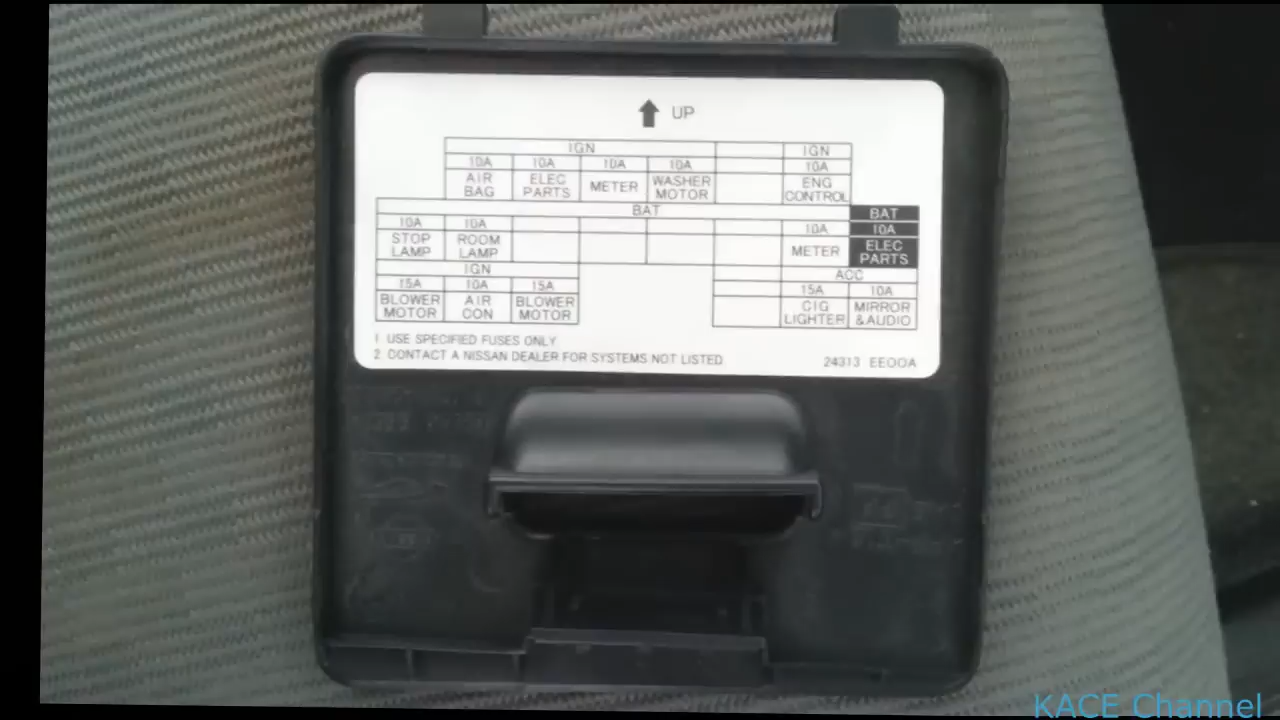 UP
IGN IGN
10A 10A 10A 10A 10A
AIR BAG ELEC PARTS METER WASHER MOTOR ENG CONTROL
BAT BAT
10A 10A 10A 10A
STOP LAMP ROOM LAMP METER ELEC PARTS
IGN ACC
15A 10A 15A 15A 10A
BLOWER MOTOR AIR CON BLOWER MOTOR CIG LIGHTER MIRROR &AUDIO
1 USE SPECIFIED FUSES ONLY
2 CONTACT A NISSAN DEALER FOR SYSTEMS NOT LISTED 24313 EE00A
KACE Channel